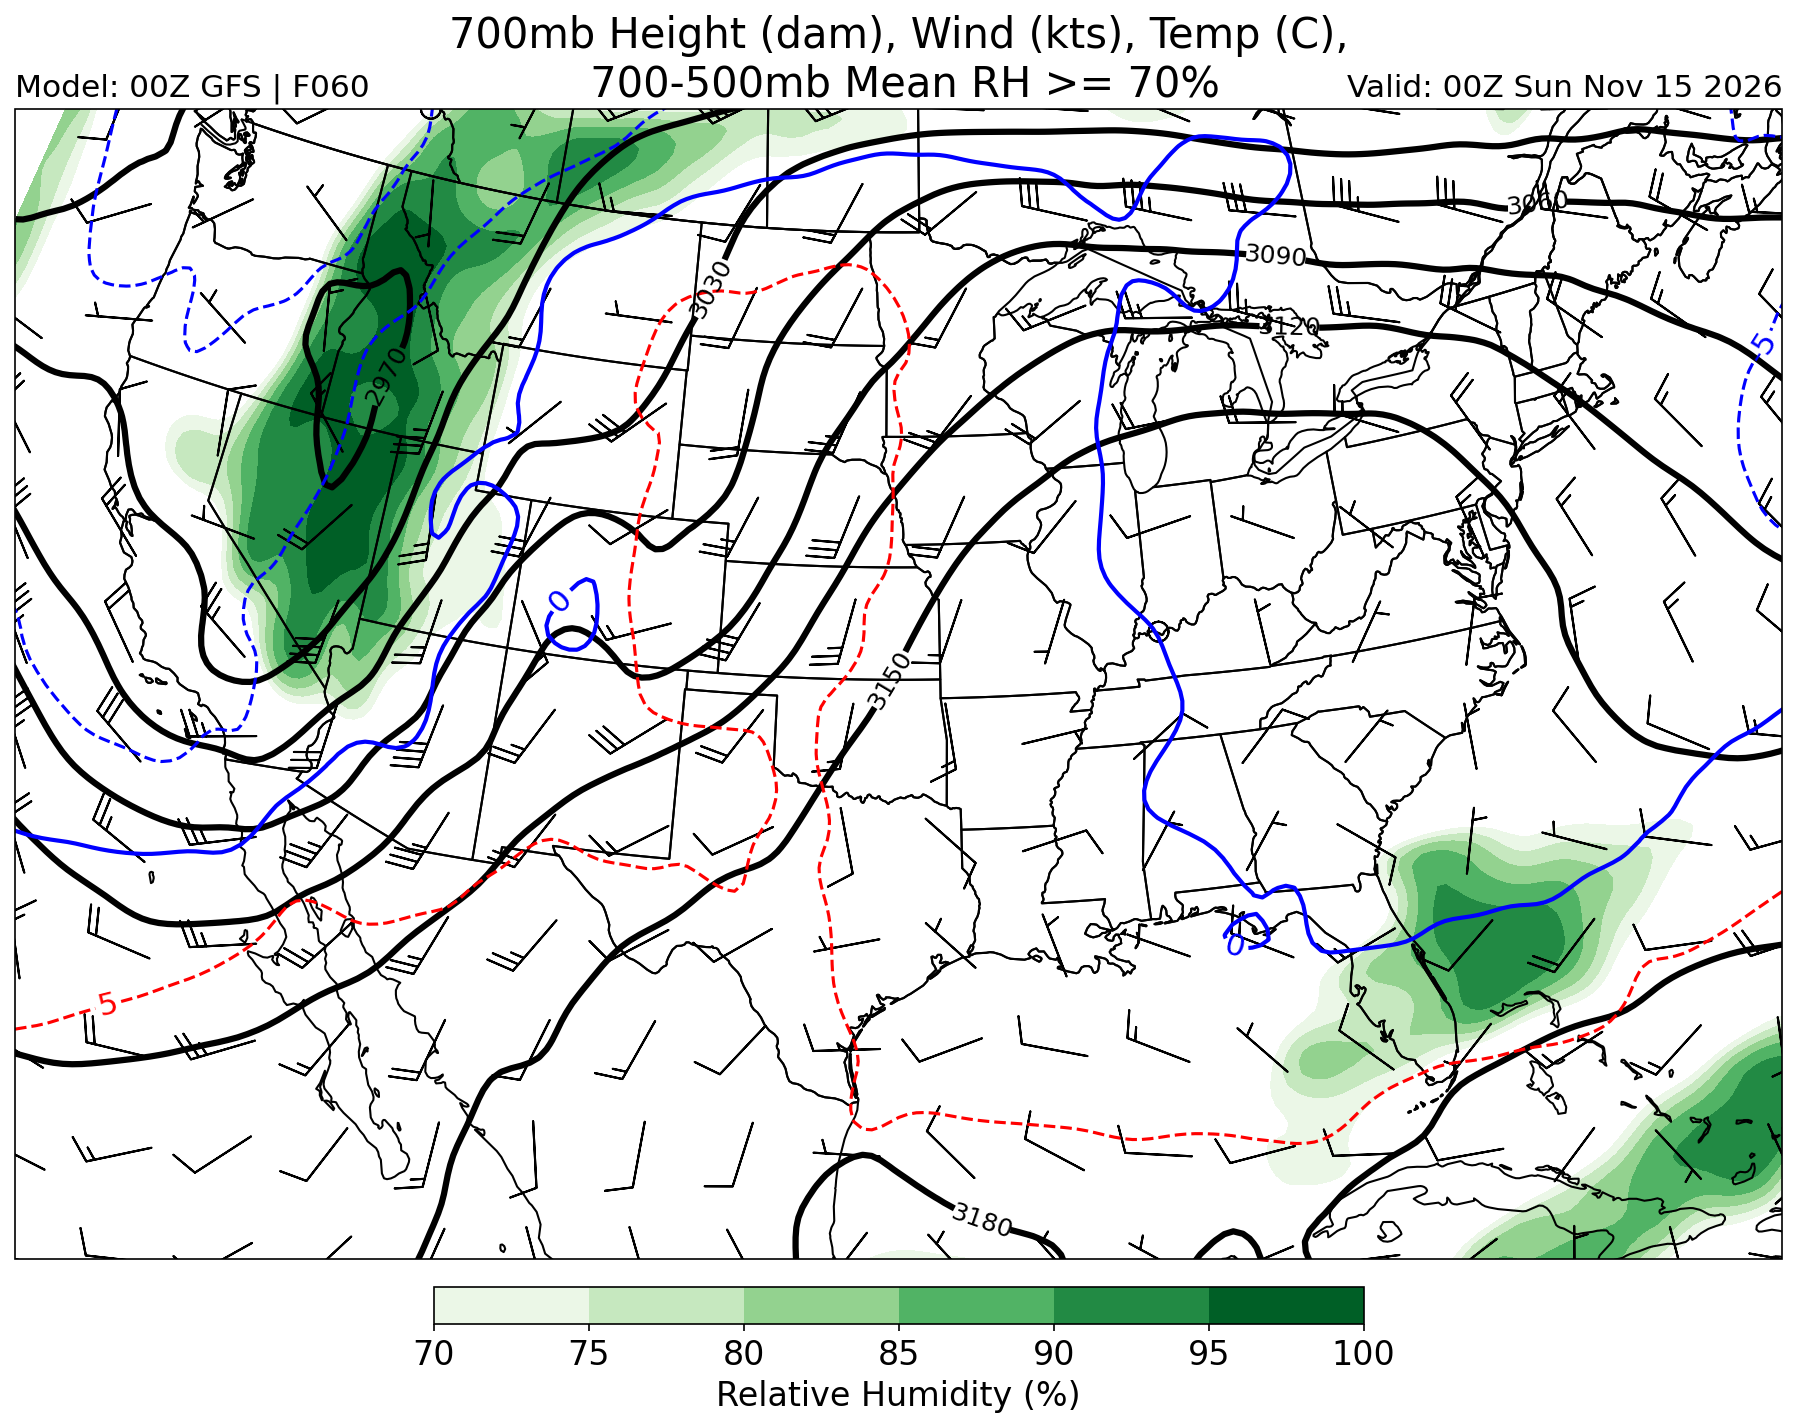 700mb Height (dam), Wind (kts), Temp (C),
700-500mb Mean RH >= 70%
Model: 00Z GFS | F060
Valid: 00Z Sun Nov 15 2026
3060
3090
3030
3120
5
2970
0
3150
0
5
3180
70 75 80 85 90 95 100
Relative Humidity (%)